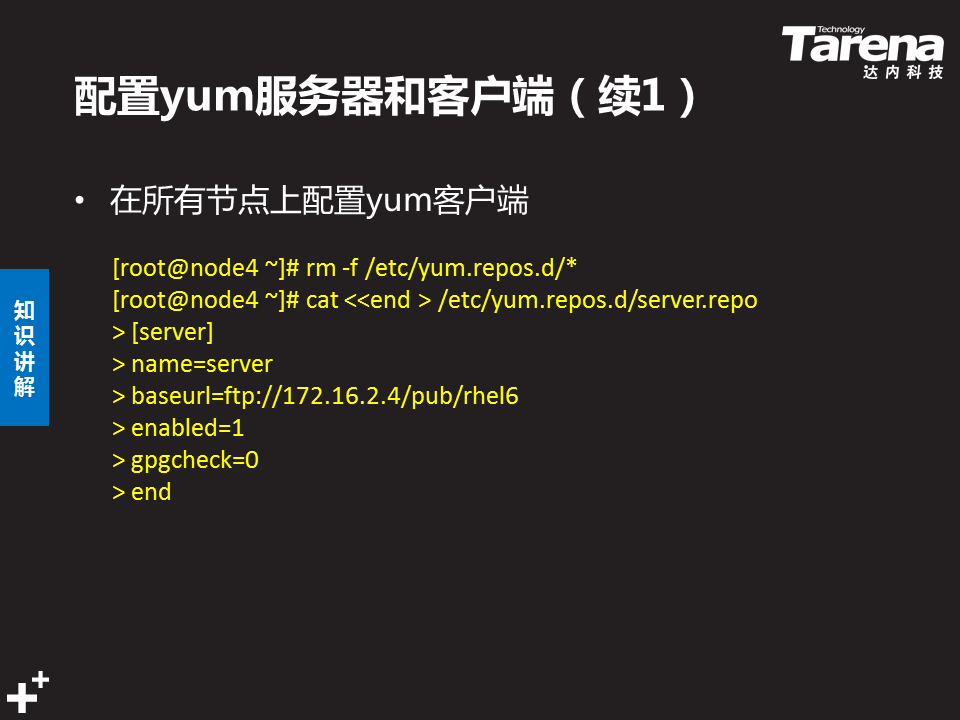 Technology
Tarena
达内科技
配置yum服务器和客户端（续1）
• 在所有节点上配置yum客户端
[root@node4 ~]# rm -f /etc/yum.repos.d/*
[root@node4 ~]# cat <<end > /etc/yum.repos.d/server.repo
> [server]
> name=server
> baseurl=ftp://172.16.2.4/pub/rhel6
> enabled=1
> gpgcheck=0
> end
知
识
讲
解